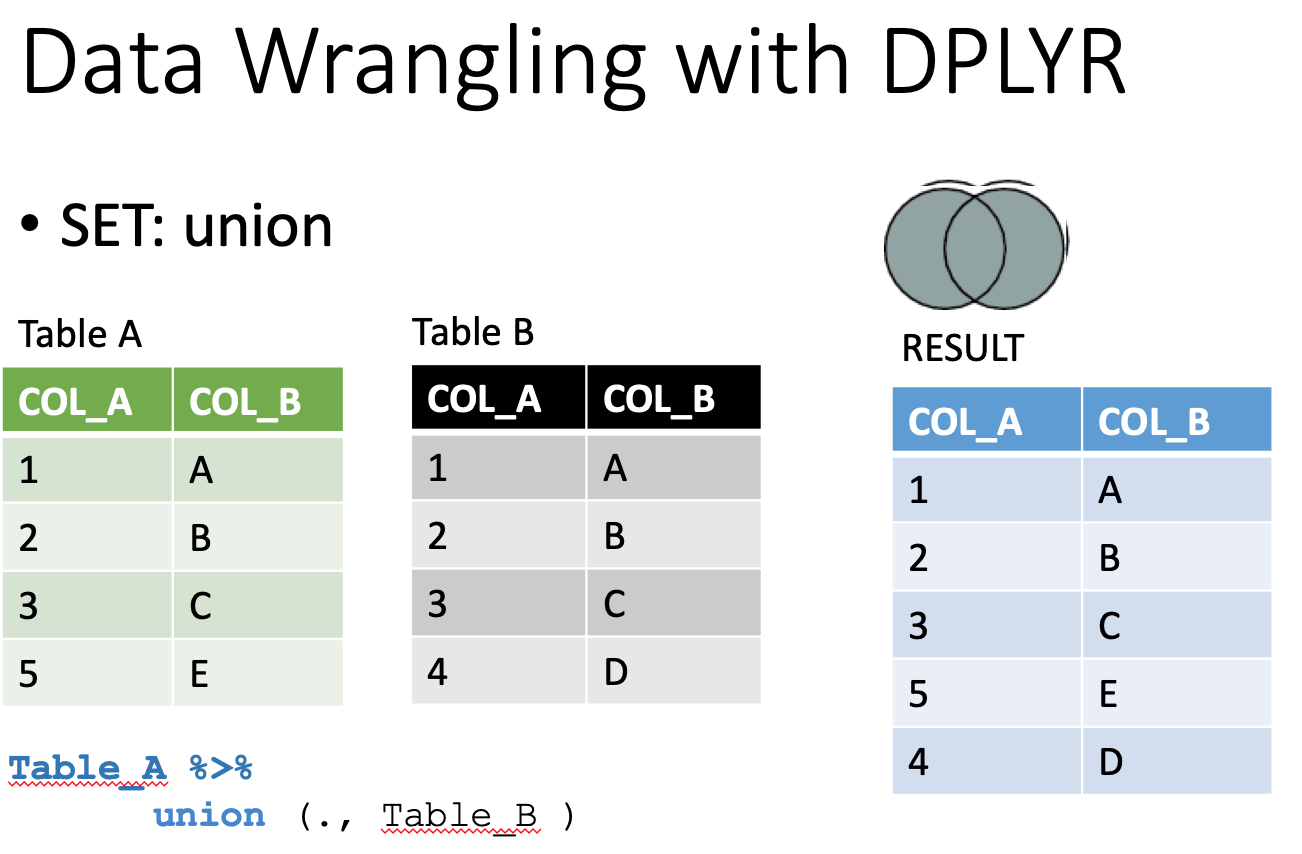 Data Wrangling with DPLYR
• SET: union
Table A
COL_A COL_B
1 A
2 B
3 C
5 E
Table B
COL_A COL_B
1 A
2 B
3 C
4 D
RESULT
COL_A COL_B
1 A
2 B
3 C
5 E
4 D
Table_A %>%
union (., Table_B )